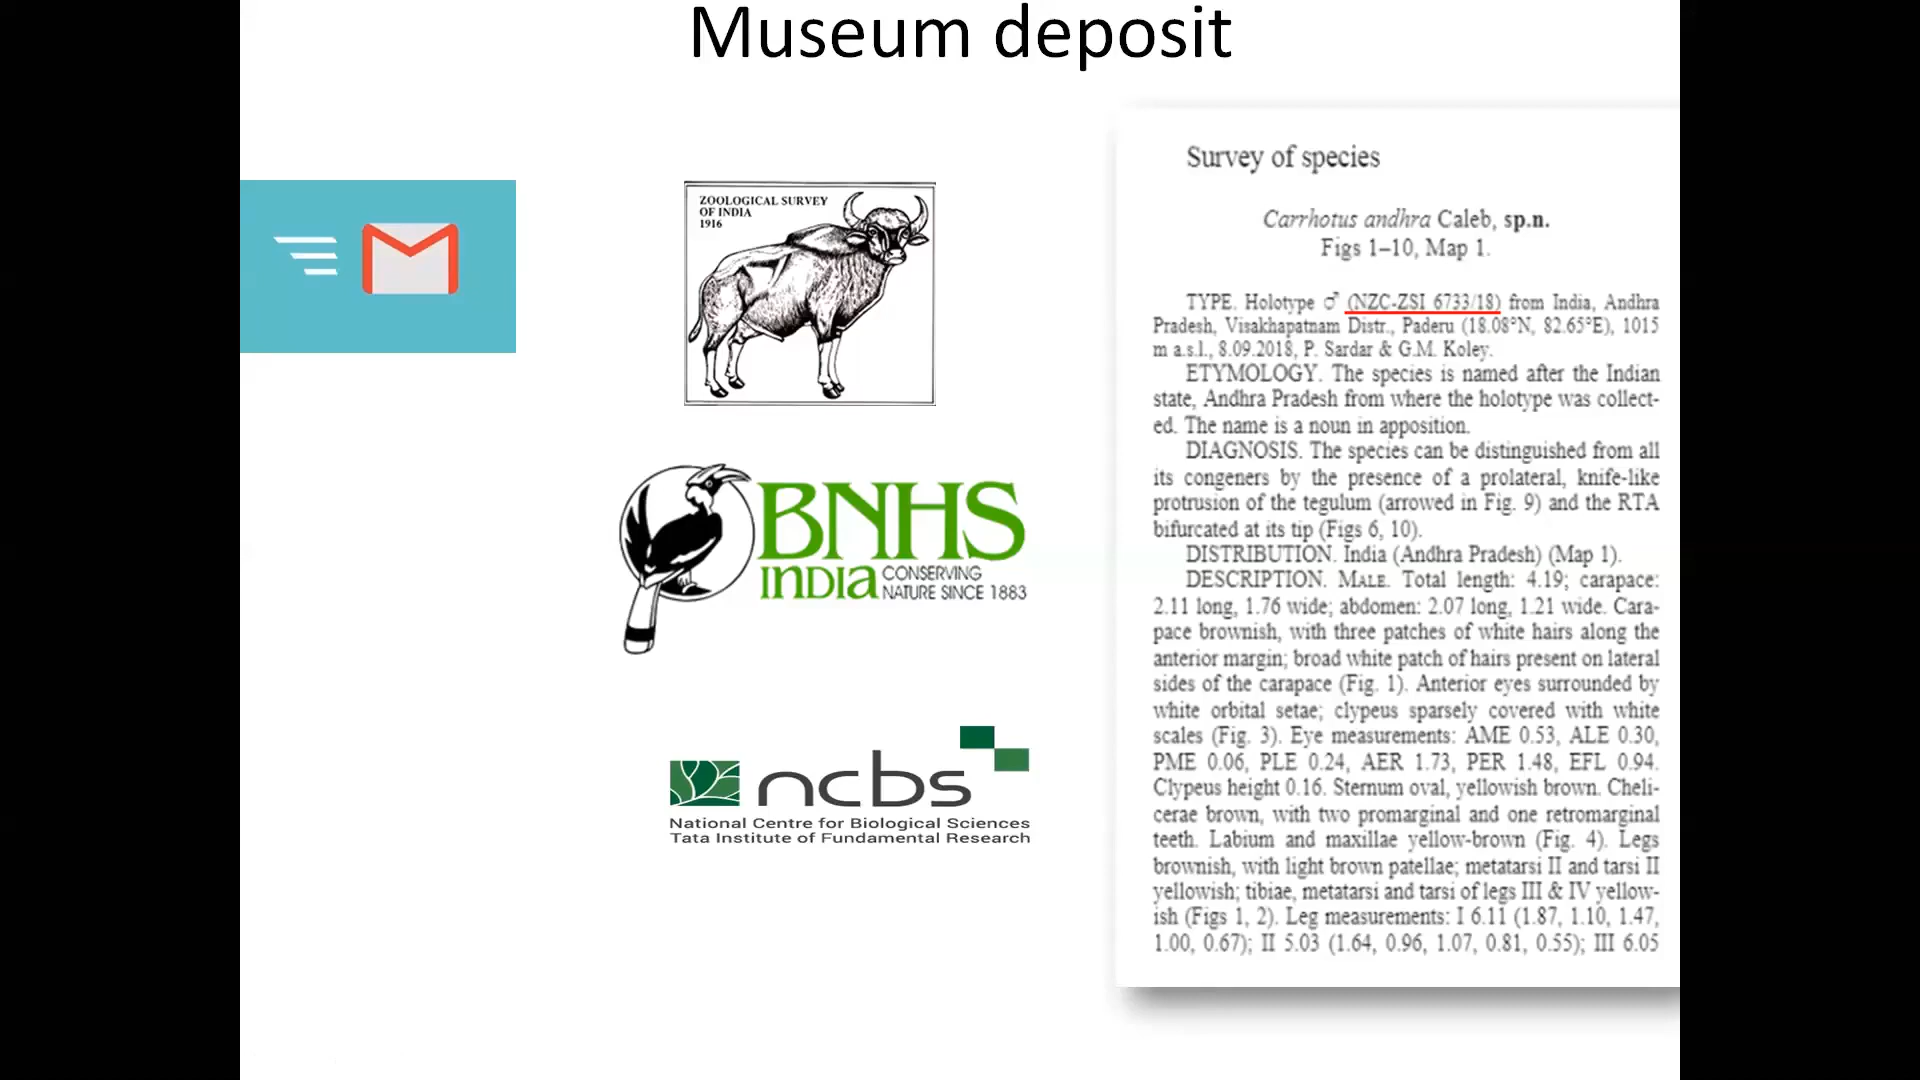 Museum deposit
ZOOLOGICAL SURVEY
OF INDIA
1916
BNHS
INDIA CONSERVING
NATURE SINCE 1883
ncbs
National Centre for Biological Sciences
Tata Institute of Fundamental Research
Survey of species
Carrhotus andhra Caleb, sp.n.
Figs 1–10, Map 1.
TYPE. Holotype ♂ (NZC-ZSI 6733/18) from India, Andhra
Pradesh, Visakhapatnam Distr., Paderu (18.08°N, 82.65°E), 1015
m a.s.l., 8.09.2018, P. Sardar & G.M. Koley.
ETYMOLOGY. The species is named after the Indian
state, Andhra Pradesh from where the holotype was collect-
ed. The name is a noun in apposition.
DIAGNOSIS. The species can be distinguished from all
its congeners by the presence of a prolateral, knife-like
protrusion of the tegulum (arrowed in Fig. 9) and the RTA
bifurcated at its tip (Figs 6, 10).
DISTRIBUTION. India (Andhra Pradesh) (Map 1).
DESCRIPTION. MALE. Total length: 4.19; carapace:
2.11 long, 1.76 wide; abdomen: 2.07 long, 1.21 wide. Cara-
pace brownish, with three patches of white hairs along the
anterior margin; broad white patch of hairs present on lateral
sides of the carapace (Fig. 1). Anterior eyes surrounded by
white orbital setae; clypeus sparsely covered with white
scales (Fig. 3). Eye measurements: AME 0.53, ALE 0.30,
PME 0.06, PLE 0.24, AER 1.73, PER 1.48, EFL 0.94.
Clypeus height 0.16. Sternum oval, yellowish brown. Cheli-
cerae brown, with two promarginal and one retromarginal
teeth. Labium and maxillae yellow-brown (Fig. 4). Legs
brownish, with light brown patellae; metatarsi II and tarsi II
yellowish; tibiae, metatarsi and tarsi of legs III & IV yellow-
ish (Figs 1, 2). Leg measurements: I 6.11 (1.87, 1.10, 1.47,
1.00, 0.67); II 5.03 (1.64, 0.96, 1.07, 0.81, 0.55); III 6.05